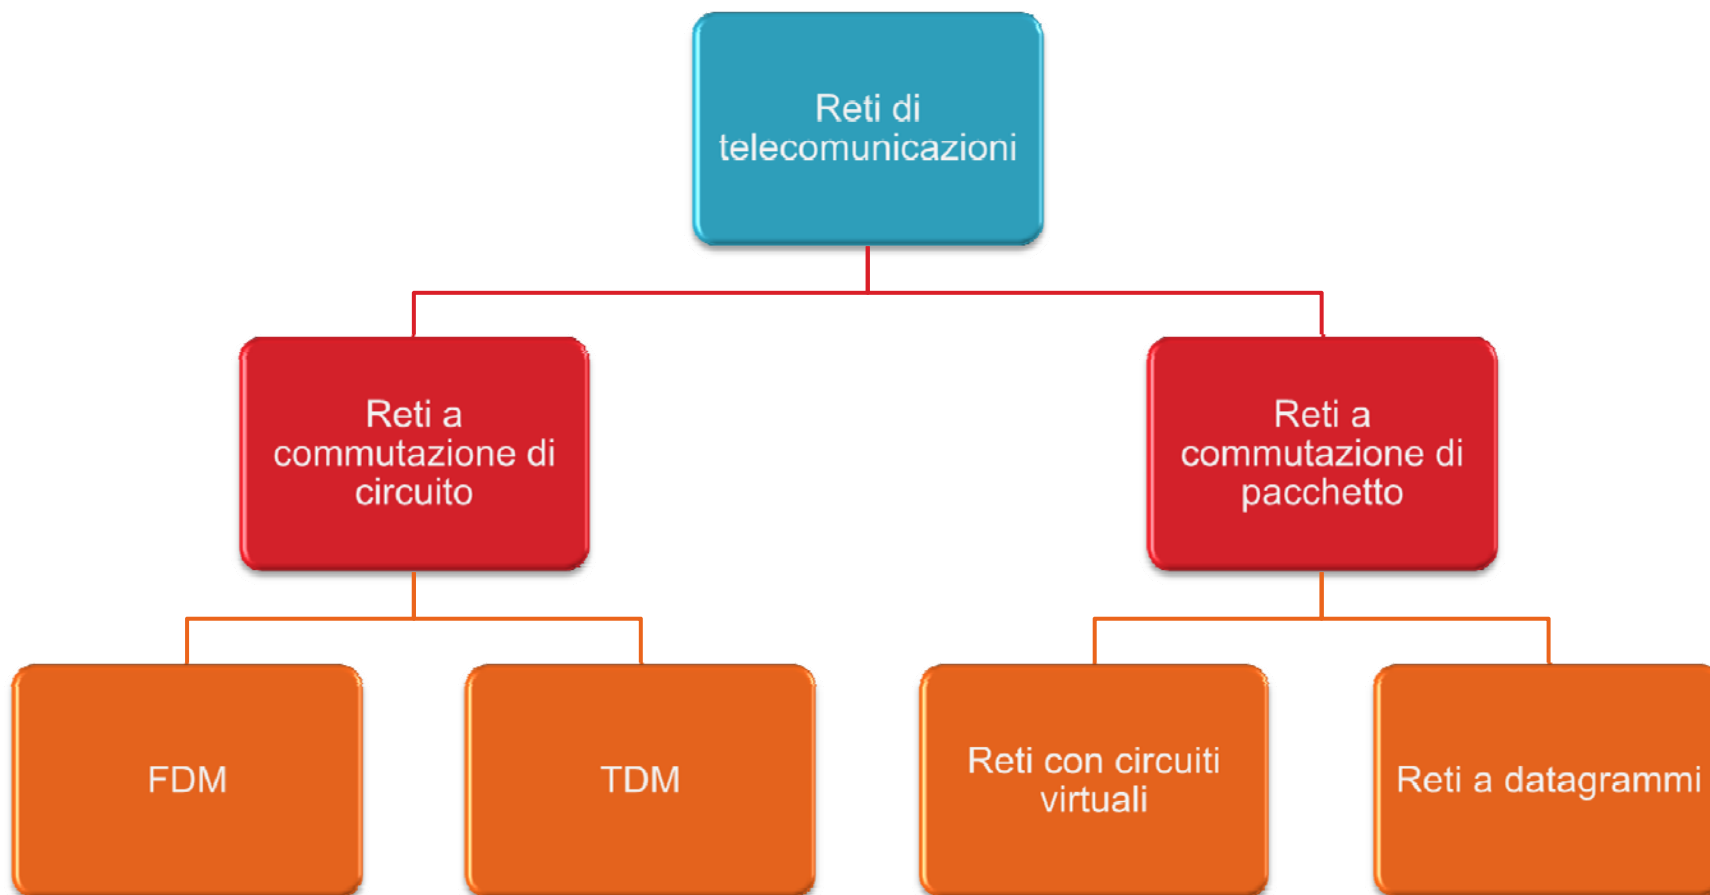 Reti di
telecomunicazioni
Reti a
commutazione di
circuito
Reti a
commutazione di
pacchetto
FDM
TDM
Reti con circuiti
virtuali
Reti a datagrammi